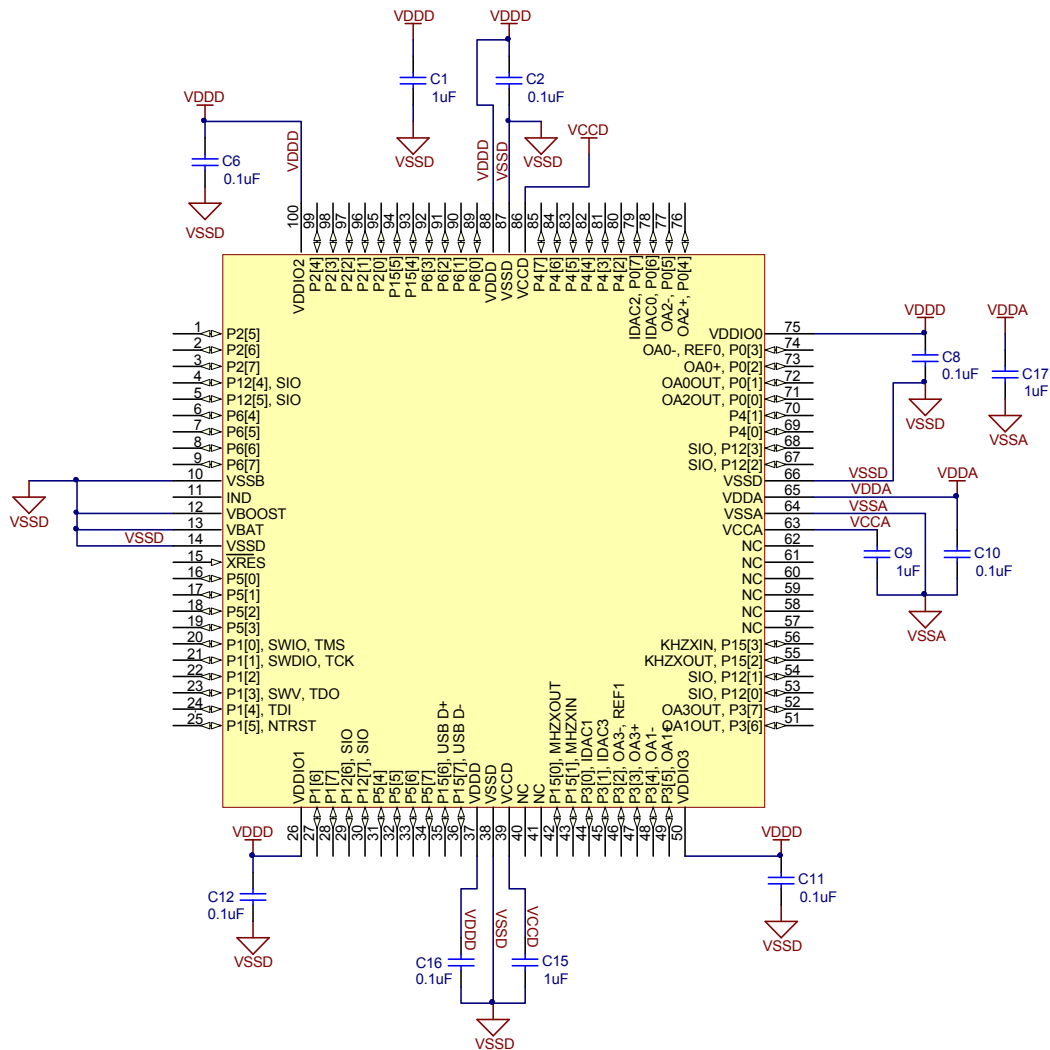 VDDD
VDDD
C1
1uF
C2
0.1uF
VDDD
VCCD
VSSD
VSSD
C6
0.1uF
VDDD
VDDD
VSSD
VSSD
100
99
98
97
96
95
94
93
92
91
90
89
88
87
86
85
84
83
82
81
80
79
78
77
76
VDDIO2
P2[4]
P2[3]
P2[2]
P2[1]
P2[0]
P15[5]
P15[4]
P6[3]
P6[2]
P6[1]
P6[0]
VDDD
VSSD
VCCD
P4[7]
P4[6]
P4[5]
P4[4]
P4[3]
P4[2]
IDAC2, P0[7]
IDAC0, P0[6]
OA2-, P0[5]
OA2+, P0[4]
1 P2[5]
2 P2[6]
3 P2[7]
4 P12[4], SIO
5 P12[5], SIO
6 P6[4]
7 P6[5]
8 P6[6]
9 P6[7]
10 VSSB
11 IND
12 VBOOST
13 VBAT
VSSD 14 VSSD
15 XRES
16 P5[0]
17 P5[1]
18 P5[2]
19 P5[3]
20 P1[0], SWIO, TMS
21 P1[1], SWDIO, TCK
22 P1[2]
23 P1[3], SWV, TDO
24 P1[4], TDI
25 P1[5], NTRST
VSSD
VDDIO0 75
OA0-, REF0, P0[3] 74
OA0+, P0[2] 73
OA0OUT, P0[1] 72
OA2OUT, P0[0] 71
P4[1] 70
P4[0] 69
SIO, P12[3] 68
SIO, P12[2] 67
VSSD 66 VSSD
VDDA 65 VDDA
VSSA 64 VSSA
VCCA 63 VCCA
NC 62
NC 61
NC 60
NC 59
NC 58
NC 57
KHZXIN, P15[3] 56
KHZXOUT, P15[2] 55
SIO, P12[1] 54
SIO, P12[0] 53
OA3OUT, P3[7] 52
OA1OUT, P3[6] 51
VDDD
VDDA
C8
0.1uF
C17
1uF
VSSD
VSSA
VDDA
C9
1uF
C10
0.1uF
VSSA
VDDIO1
P1[6]
P1[7]
P12[6], SIO
P12[7], SIO
P5[4]
P5[5]
P5[6]
P5[7]
P15[6], USB D+
P15[7], USB D-
VDDD
VSSD
VCCD
NC
NC
P15[0], MHZXOUT
P15[1], MHZXIN
P3[0], IDAC1
P3[1], IDAC3
P3[2], OA3-, REF1
P3[3], OA3+
P3[4], OA1-
P3[5], OA1+
VDDIO3
26
27
28
29
30
31
32
33
34
35
36
37
38
39
40
41
42
43
44
45
46
47
48
49
50
VDDD
VDDD
C12
0.1uF
C11
0.1uF
VSSD
VSSD
VDDD
VSSD
VCCD
C16
0.1uF
C15
1uF
VSSD